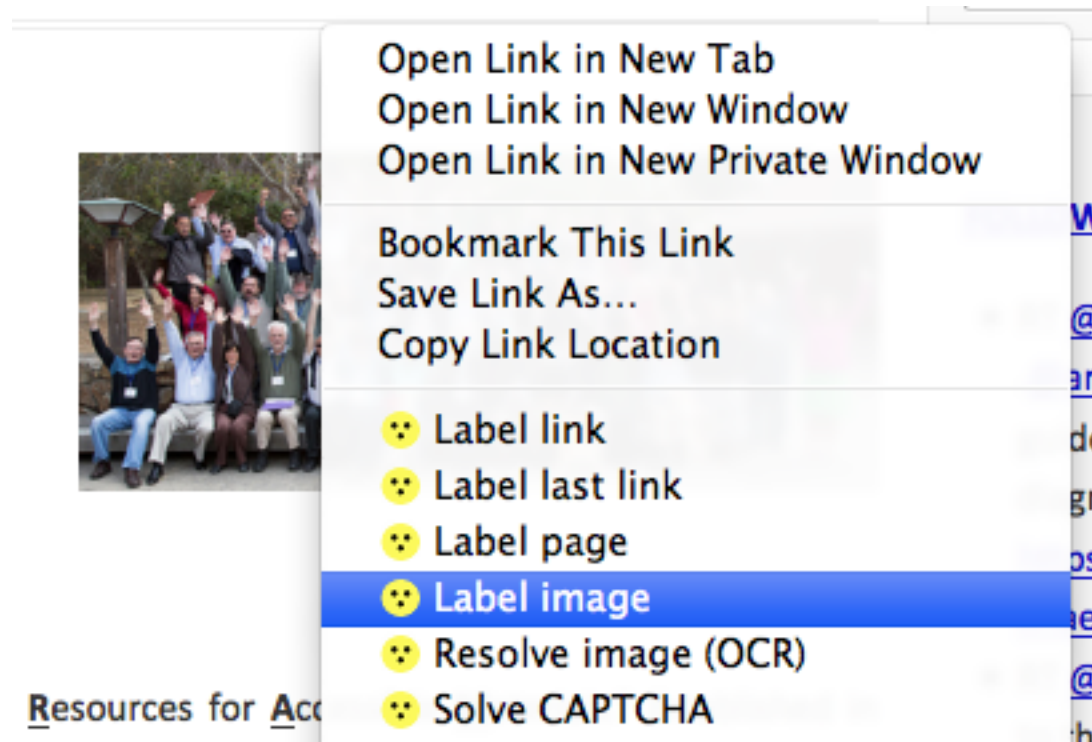 Open Link in New Tab
Open Link in New Window
Open Link in New Private Window
Bookmark This Link
Save Link As...
Copy Link Location
Label link
Label last link
Label page
Label image
Resolve image (OCR)
Solve CAPTCHA
Resources for